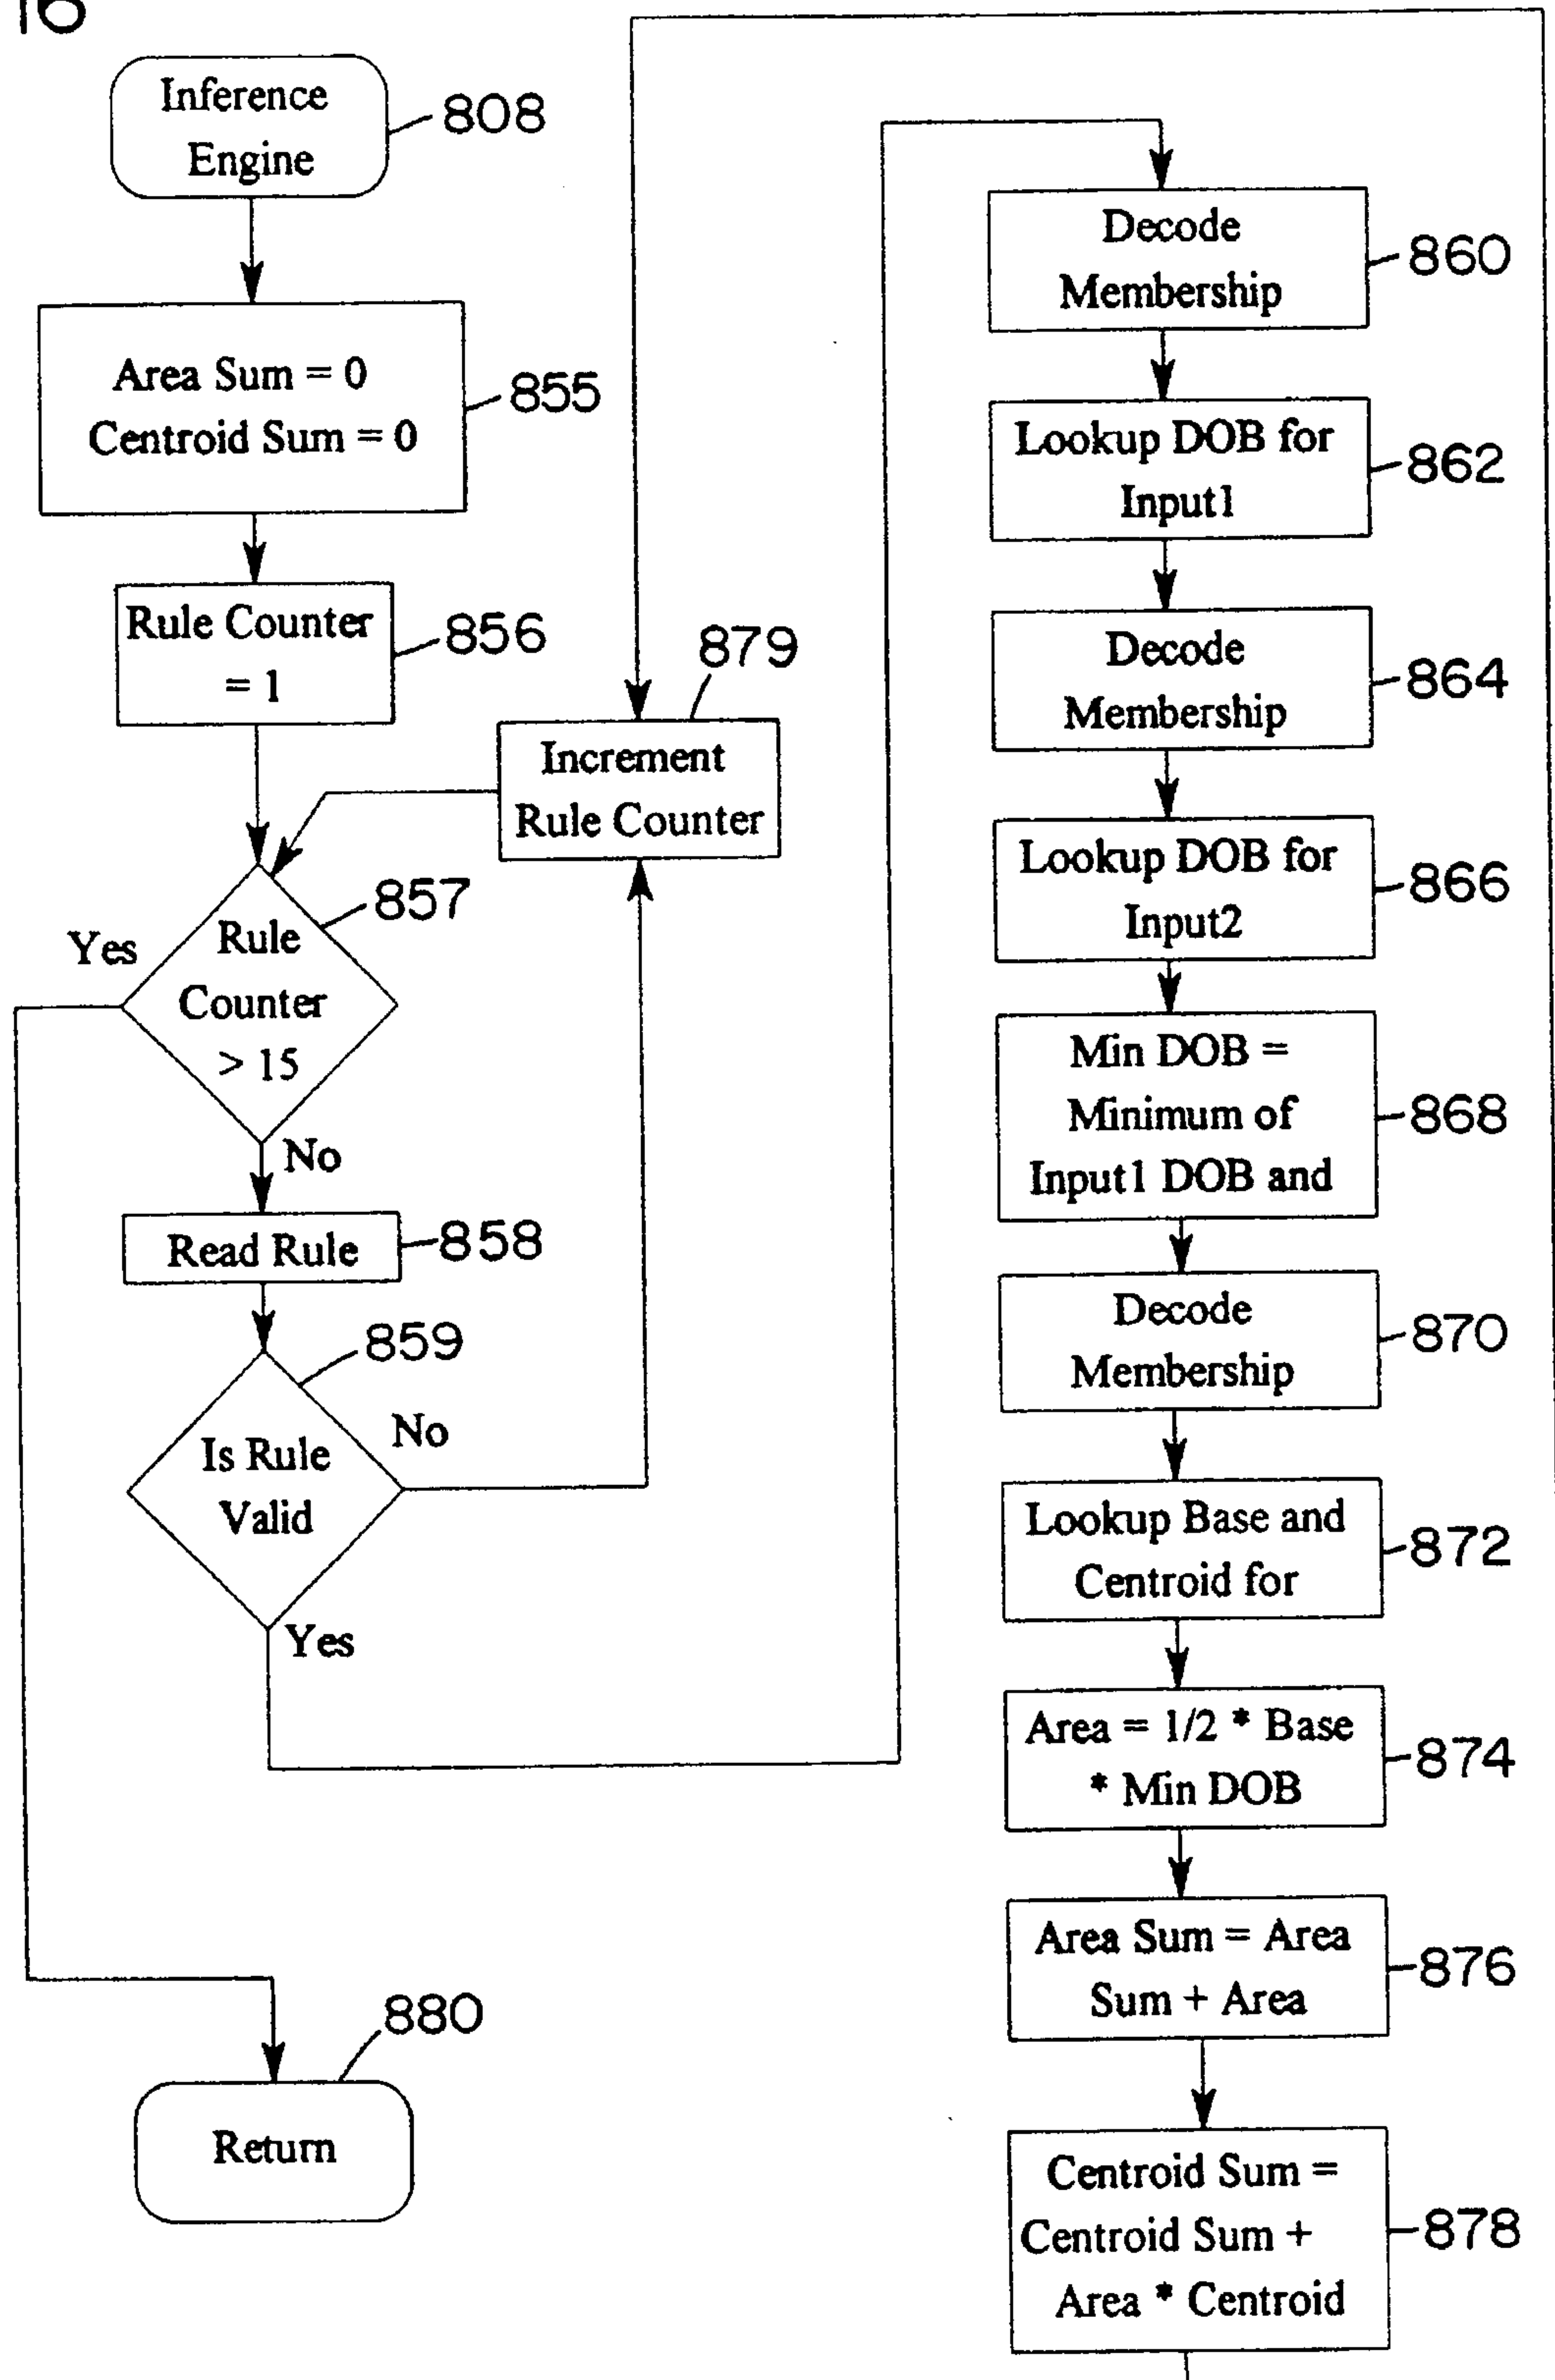 16
Inference
Engine
808
Area Sum = 0
Centroid Sum = 0
855
Rule Counter
= 1
856
879
Increment
Rule Counter
857
Yes
Rule
Counter
> 15
No
Read Rule
858
859
Is Rule
Valid
No
Yes
880
Return
Decode
Membership
860
Lookup DOB for
Input1
862
Decode
Membership
864
Lookup DOB for
Input2
866
Min DOB =
Minimum of
Input1 DOB and
868
Decode
Membership
870
Lookup Base and
Centroid for
872
Area = 1/2 * Base
* Min DOB
874
Area Sum = Area
Sum + Area
876
Centroid Sum =
Centroid Sum +
Area * Centroid
878